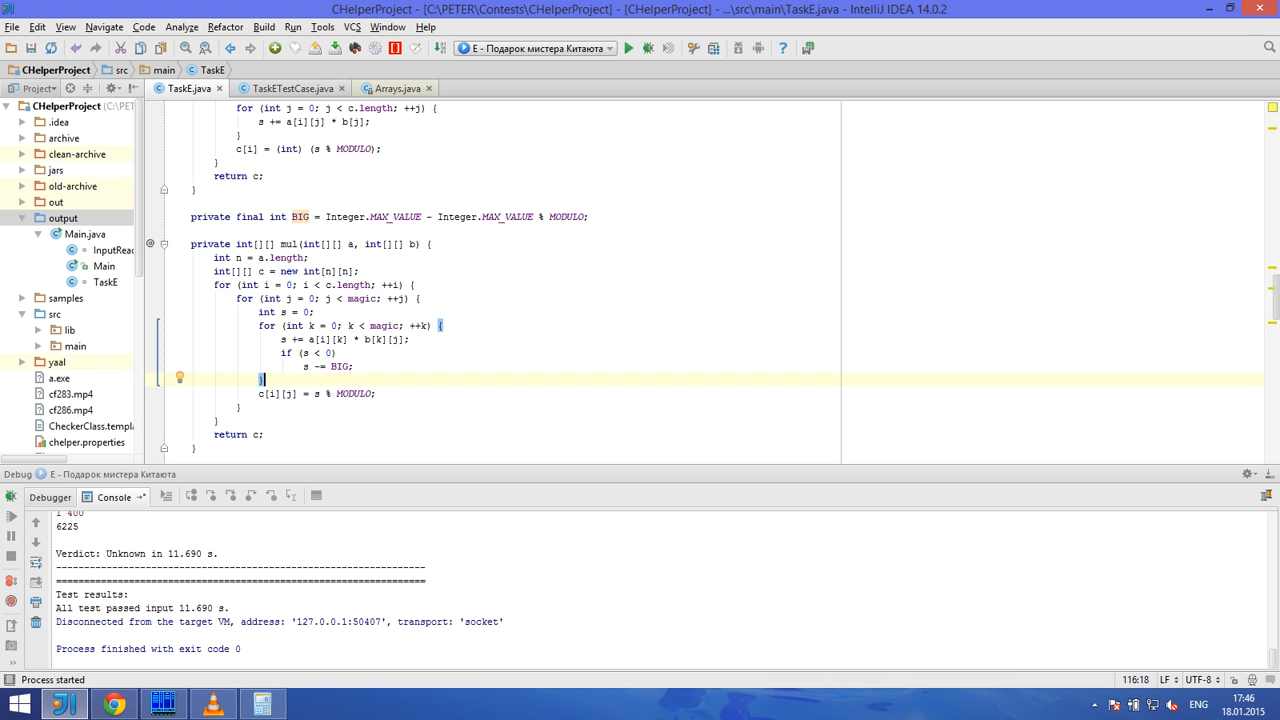 CHelperProject - [C:\PETER\Contests\CHelperProject] - [CHelperProject] - ...\src\main\TaskE.java - IntelliJ IDEA 14.0.2
File Edit View Navigate Code Analyze Refactor Build Run Tools VCS Window Help
E - Подарок мистера Китаюта
CHelperProject src main TaskE
Project TaskE.java TaskETestCase.java Arrays.java
CHelperProject (C:\PET
.idea
archive
clean-archive
jars
old-archive
out
output
Main.java
InputRead
Main
TaskE
samples
src
lib
main
yaal
a.exe
cf283.mp4
cf286.mp4
CheckerClass.templa
chelper.properties
for (int j = 0; j < c.length; ++j) {
s += a[i][j] * b[j];
}
c[i] = (int) (s % MODULO);
}
return c;
}
private final int BIG = Integer.MAX_VALUE - Integer.MAX_VALUE % MODULO;
private int[][] mul(int[][] a, int[][] b) {
int n = a.length;
int[][] c = new int[n][n];
for (int i = 0; i < c.length; ++i) {
for (int j = 0; j < magic; ++j) {
int s = 0;
for (int k = 0; k < magic; ++k) {
s += a[i][k] * b[k][j];
if (s < 0)
s -= BIG;
}
c[i][j] = s % MODULO;
}
}
return c;
}
Debug E - Подарок мистера Китаюта
Debugger Console
1 400
6225
Verdict: Unknown in 11.690 s.
------------------------------------------------------------------
==================================================================
Test results:
All test passed input 11.690 s.
Disconnected from the target VM, address: '127.0.0.1:50407', transport: 'socket'
Process finished with exit code 0
Process started 116:18 LF UTF-8
ENG 17:46
18.01.2015